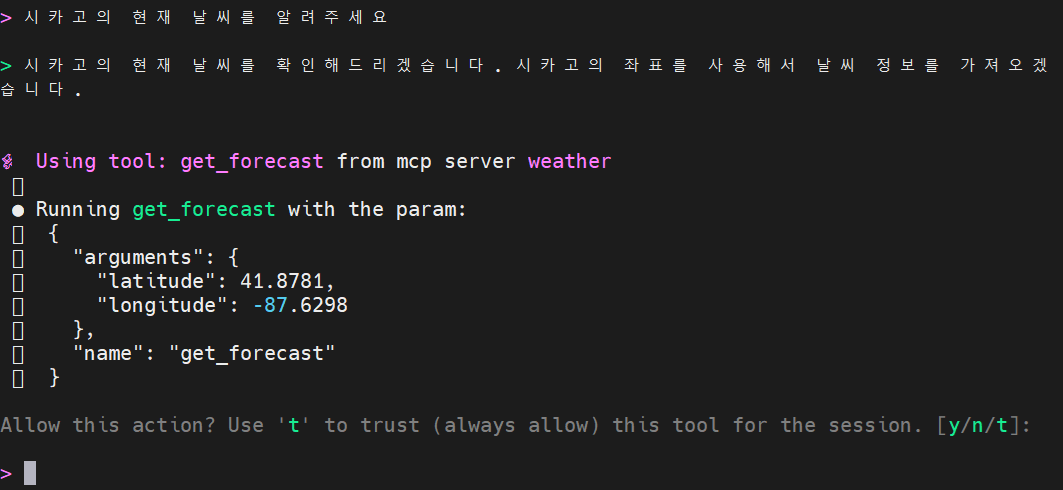 > 시카고의 현재 날씨를 알려주세요
> 시카고의 현재 날씨를 확인해드리겠습니다. 시카고의 좌표를 사용해서 날씨 정보를 가져오겠
습니다.
Using tool: get_forecast from mcp server weather
● Running get_forecast with the param:
{
"arguments": {
"latitude": 41.8781,
"longitude": -87.6298
},
"name": "get_forecast"
}
Allow this action? Use 't' to trust (always allow) this tool for the session. [y/n/t]:
>